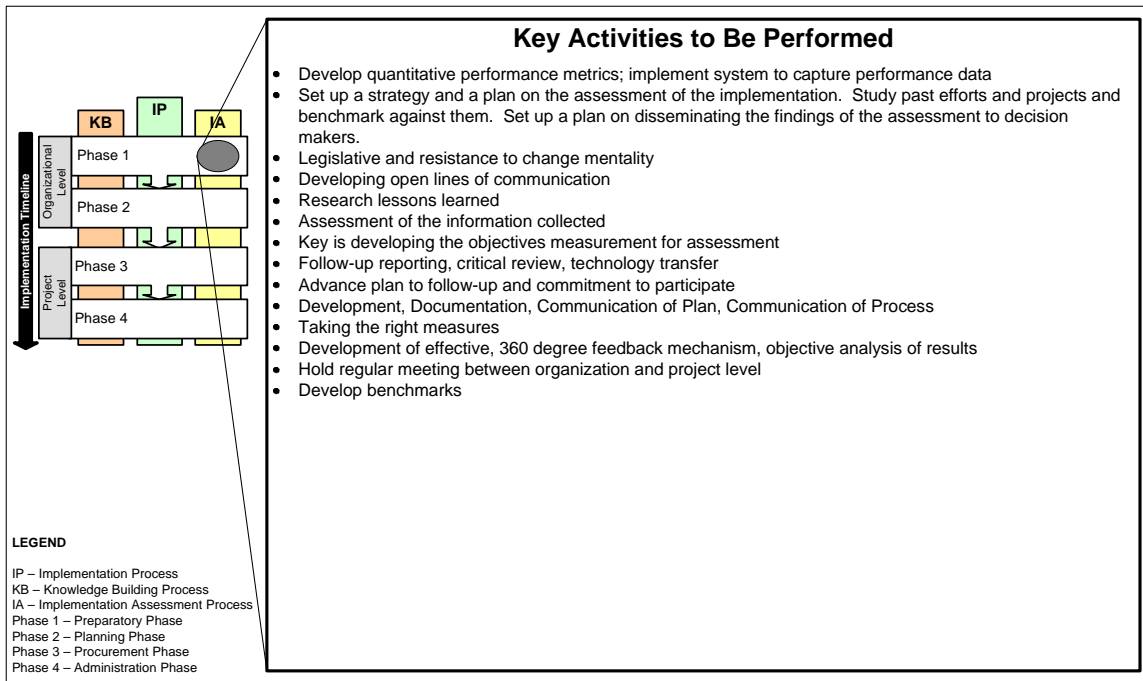 Key Activities to Be Performed
• Develop quantitative performance metrics; implement system to capture performance data
• Set up a strategy and a plan on the assessment of the implementation.  Study past efforts and projects and
benchmark against them.  Set up a plan on disseminating the findings of the assessment to decision
makers.
• Legislative and resistance to change mentality
• Developing open lines of communication
• Research lessons learned
• Assessment of the information collected
• Key is developing the objectives measurement for assessment
• Follow-up reporting, critical review, technology transfer
• Advance plan to follow-up and commitment to participate
• Development, Documentation, Communication of Plan, Communication of Process
• Taking the right measures
• Development of effective, 360 degree feedback mechanism, objective analysis of results
• Hold regular meeting between organization and project level
• Develop benchmarks
KB
IP
IA
Implementation Timeline
Organizational
Level
Phase 1
Phase 2
Project
Level
Phase 3
Phase 4
LEGEND
IP – Implementation Process
KB – Knowledge Building Process
IA – Implementation Assessment Process
Phase 1 – Preparatory Phase
Phase 2 – Planning Phase
Phase 3 – Procurement Phase
Phase 4 – Administration Phase